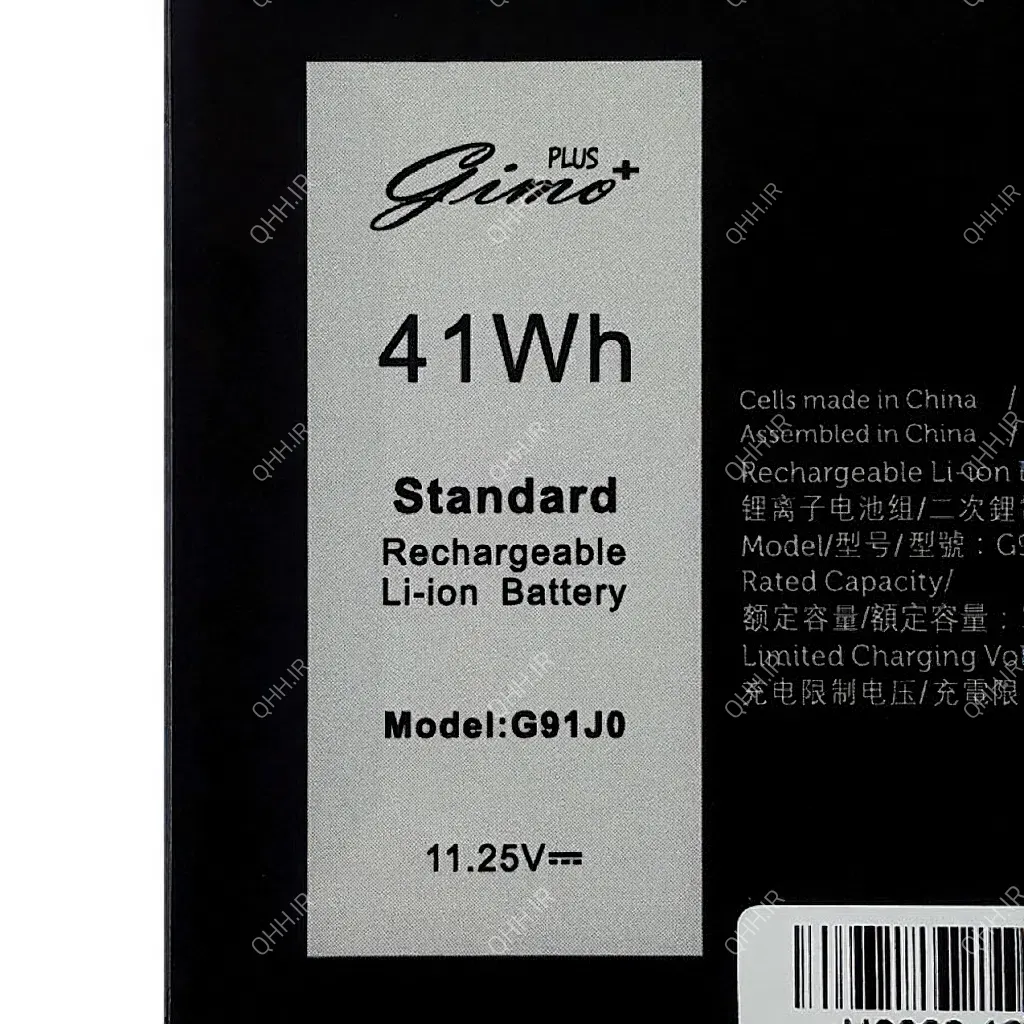 Gimo PLUS +
41Wh
Standard
Rechargeable
Li-ion Battery
Model:G91J0
11.25V⎓
Cells made in China /
Assembled in China /
Rechargeable Li-ion
锂离子电池组/二次鋰
Model/型号/型號：G9
Rated Capacity/
额定容量/額定容量：
Limited Charging Vol
充电限制电压/充電限
QHH.IR